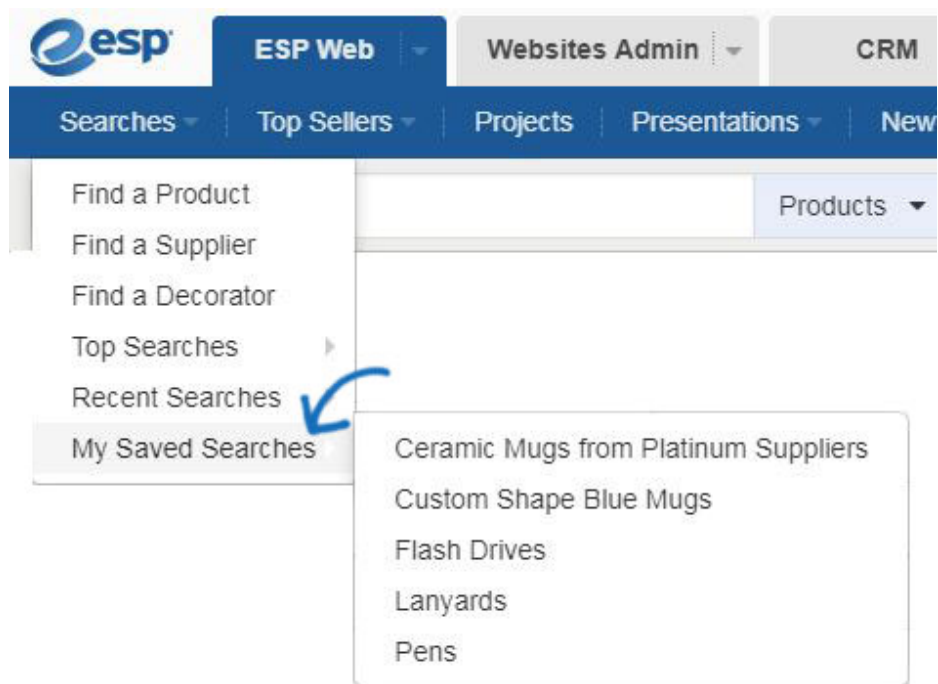 esp
ESP Web
Websites Admin
CRM
Searches
Top Sellers
Projects
Presentations
New
Find a Product
Find a Supplier
Find a Decorator
Top Searches
Recent Searches
My Saved Searches
Products
Ceramic Mugs from Platinum Suppliers
Custom Shape Blue Mugs
Flash Drives
Lanyards
Pens